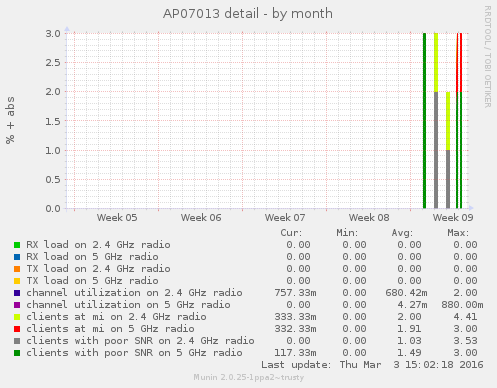 AP07013 detail - by month
RRDTOOL / TOBI OETIKER
% + abs
3.0
2.5
2.0
1.5
1.0
0.5
0.0
Week 05 Week 06 Week 07 Week 08 Week 09
Cur: Min: Avg: Max:
RX load on 2.4 GHz radio 0.00 0.00 0.00 0.00
RX load on 5 GHz radio 0.00 0.00 0.00 0.00
TX load on 2.4 GHz radio 0.00 0.00 0.00 0.00
TX load on 5 GHz radio 0.00 0.00 0.00 0.00
channel utilization on 2.4 GHz radio 757.33m 0.00 680.42m 2.00
channel utilization on 5 GHz radio 0.00 0.00 4.27m 880.00m
clients at mi on 2.4 GHz radio 333.33m 0.00 2.00 4.41
clients at mi on 5 GHz radio 332.33m 0.00 1.91 3.00
clients with poor SNR on 2.4 GHz radio 0.00 0.00 1.03 3.53
clients with poor SNR on 5 GHz radio 117.33m 0.00 1.49 3.00
Last update: Thu Mar 3 15:02:18 2016
Munin 2.0.25-1ppa2~trusty